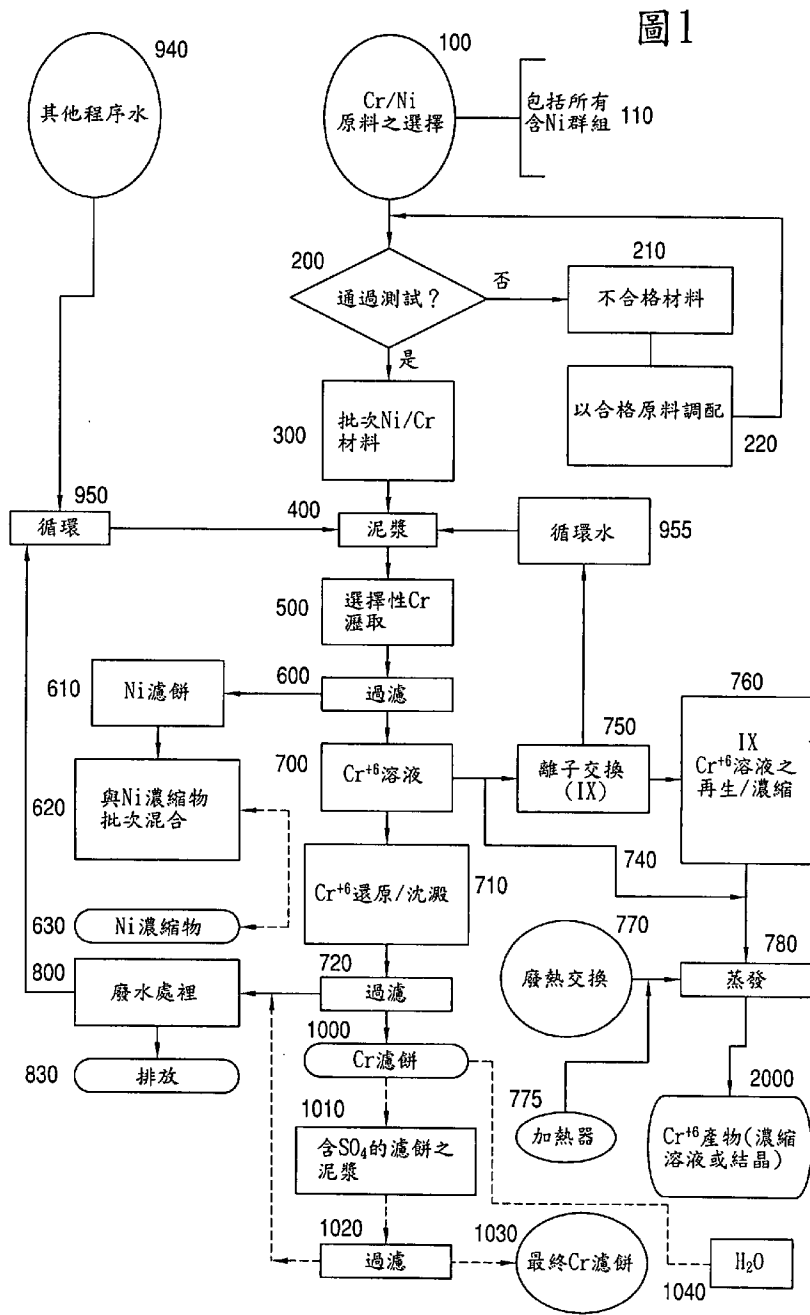 圖1
940
其他程序水
100
Cr/Ni
原料之選擇
包括所有
含Ni群組
110
200
通過測試？
否
是
210
不合格材料
以合格原料調配
220
300
批次Ni/Cr
材料
950
循環
400
泥漿
循環水
955
500
選擇性Cr
瀝取
610
Ni濾餅
600
過濾
760
IX
Cr+6溶液之
再生/濃縮
750
離子交換
(IX)
700
Cr+6溶液
620
與Ni濃縮物
批次混合
740
Cr+6還原/沈澱
710
630
Ni濃縮物
770
廢熱交換
780
蒸發
800
廢水處裡
720
過濾
830
排放
1000
Cr濾餅
775
加熱器
2000
Cr+6產物(濃縮
溶液或結晶)
1010
含SO4的濾餅之
泥漿
1020
過濾
1030
最終Cr濾餅
H2O
1040